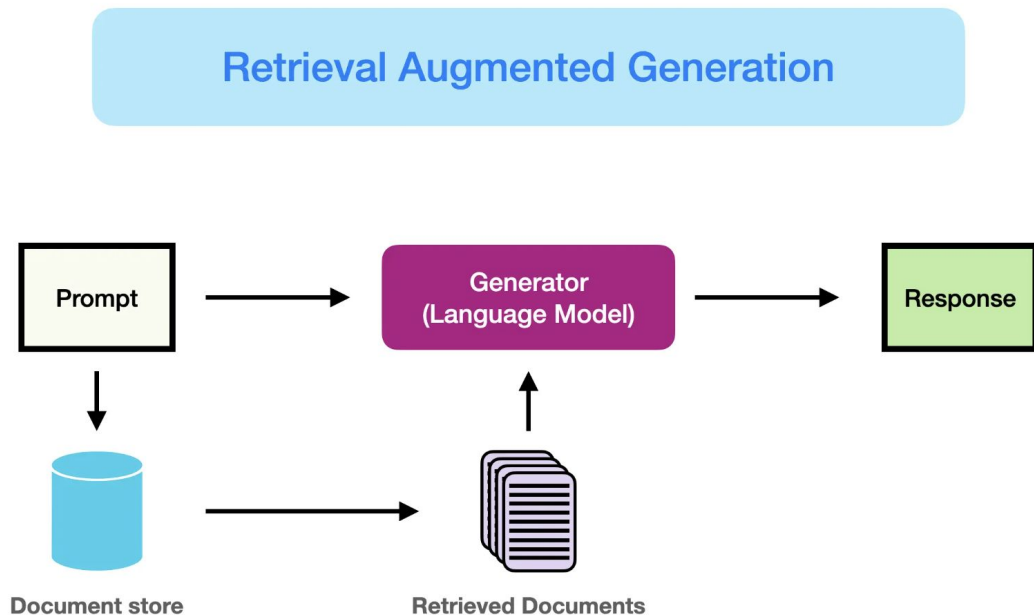 Retrieval Augmented Generation
Prompt
Generator
(Language Model)
Response
Document store
Retrieved Documents